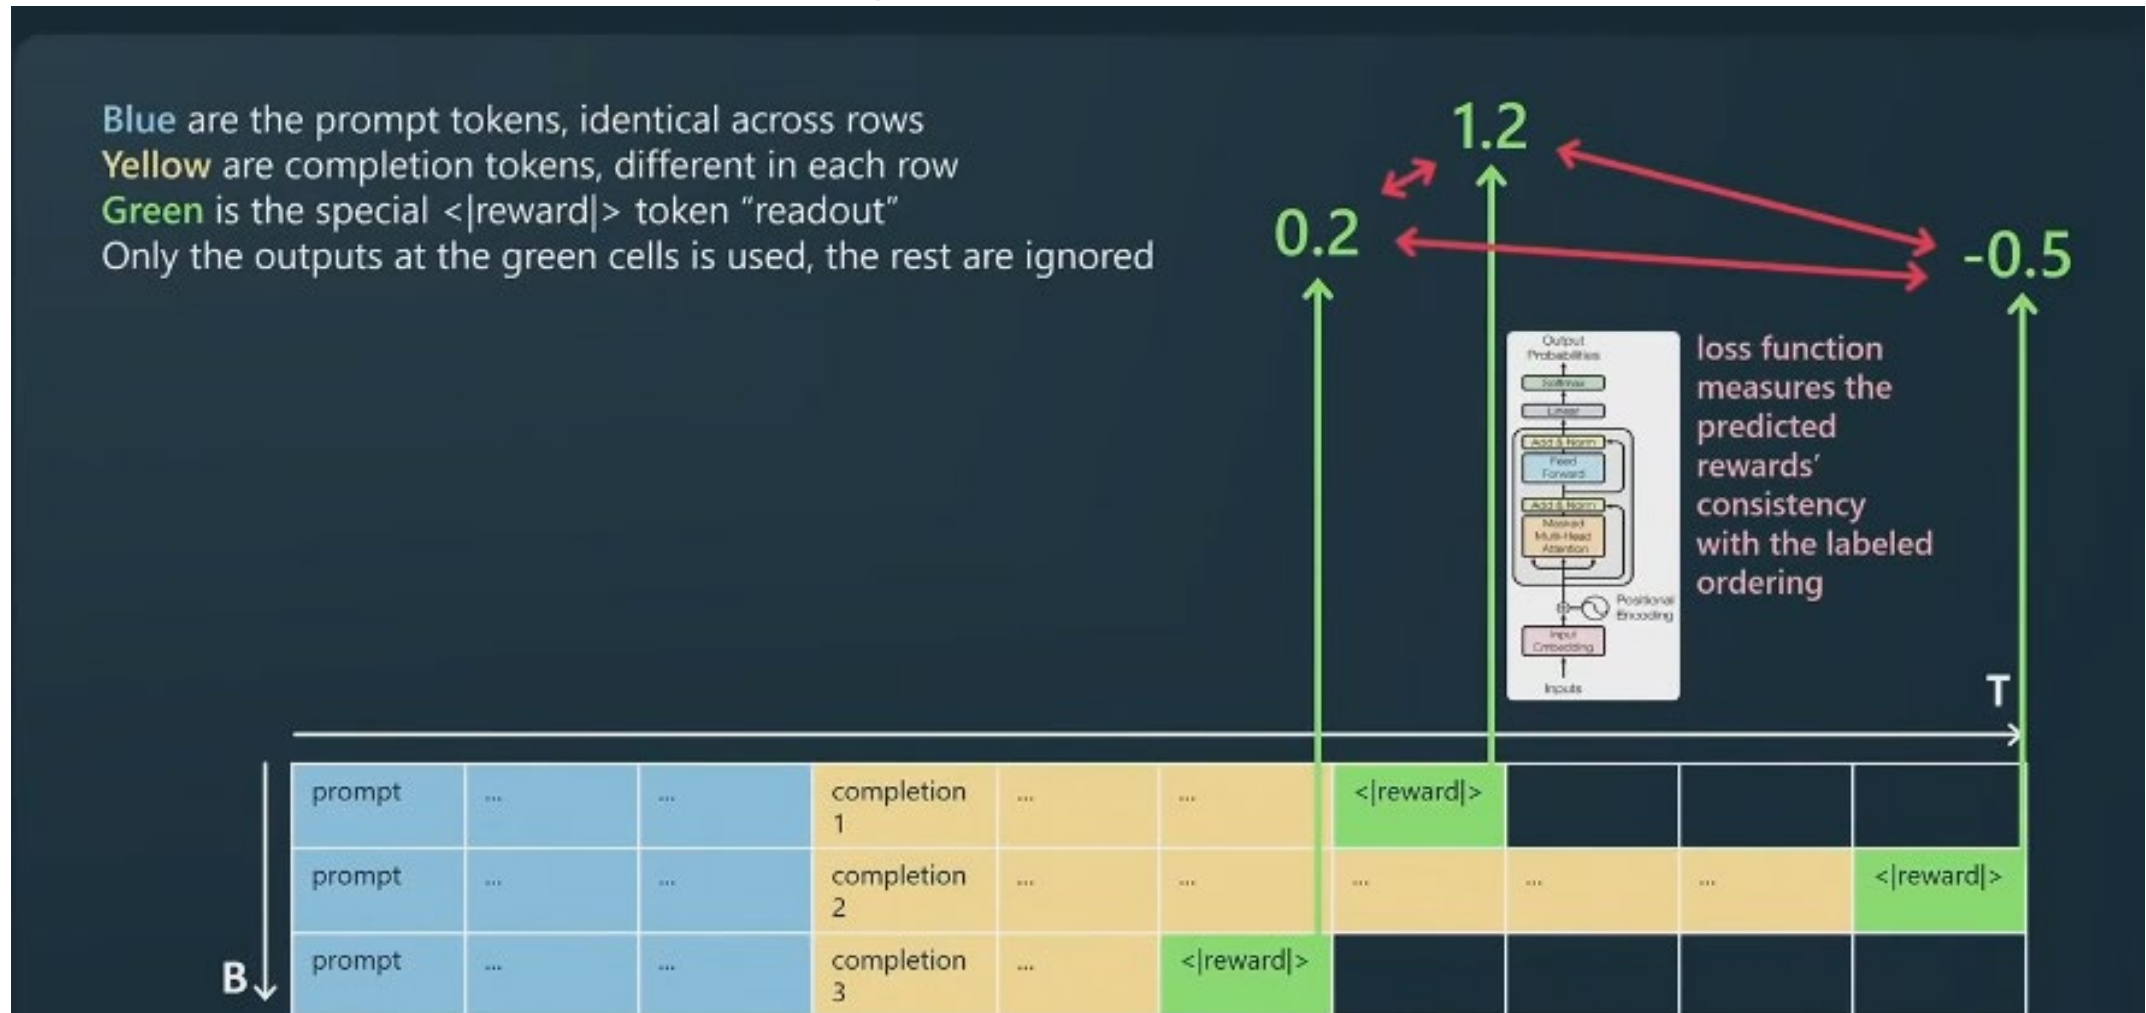 Blue are the prompt tokens, identical across rows
Yellow are completion tokens, different in each row
Green is the special <|reward|> token “readout”
Only the outputs at the green cells is used, the rest are ignored
1.2
0.2
-0.5
Output
Probabilities
Softmax
Linear
Add & Norm
Feed
Forward
Add & Norm
Masked
Multi-Head
Attention
Positional
Encoding
Input
Embedding
Inputs
loss function
measures the
predicted
rewards’
consistency
with the labeled
ordering
T
B
prompt ... ... completion 1 ... ... <|reward|>
prompt ... ... completion 2 ... ... ... ... ... <|reward|>
prompt ... ... completion 3 ... <|reward|>